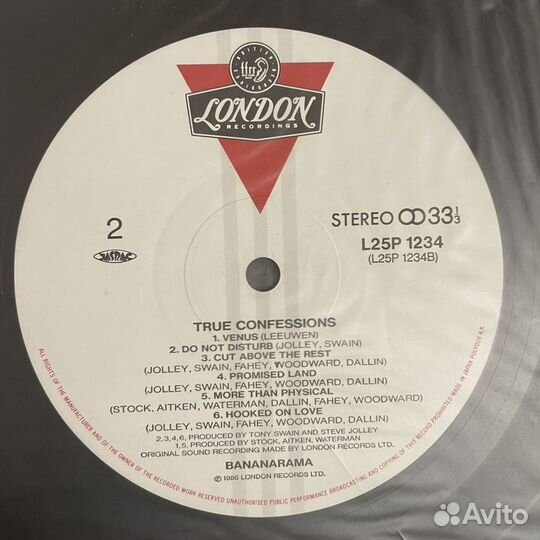 BRITISH
ffrr
RECORDINGS
LONDON
RECORDINGS
2
STEREO 33 1/3
JASRAC
L25P 1234
(L25P 1234B)
TRUE CONFESSIONS
1. VENUS (LEEUWEN)
2. DO NOT DISTURB (JOLLEY, SWAIN)
3. CUT ABOVE THE REST
(JOLLEY, SWAIN, FAHEY, WOODWARD, DALLIN)
4. PROMISED LAND
(JOLLEY, SWAIN, FAHEY, WOODWARD, DALLIN)
5. MORE THAN PHYSICAL
(STOCK, AITKEN, WATERMAN, DALLIN, FAHEY, WOODWARD)
6. HOOKED ON LOVE
(JOLLEY, SWAIN, FAHEY, WOODWARD, DALLIN)
2,3,4,6, PRODUCED BY TONY SWAIN AND STEVE JOLLEY
1,5, PRODUCED BY STOCK, AITKEN, WATERMAN
ORIGINAL SOUND RECORDING MADE BY LONDON RECORDS LTD.
BANANARAMA
℗ 1986 LONDON RECORDS LTD.
ALL RIGHTS OF THE MANUFACTURER AND OF THE OWNER OF THE RECORDED WORK RESERVED. UNAUTHORISED PUBLIC PERFORMANCE BROADCASTING AND COPYING OF THIS RECORD PROHIBITED. MADE IN JAPAN POLYDOR K.K.
Avito